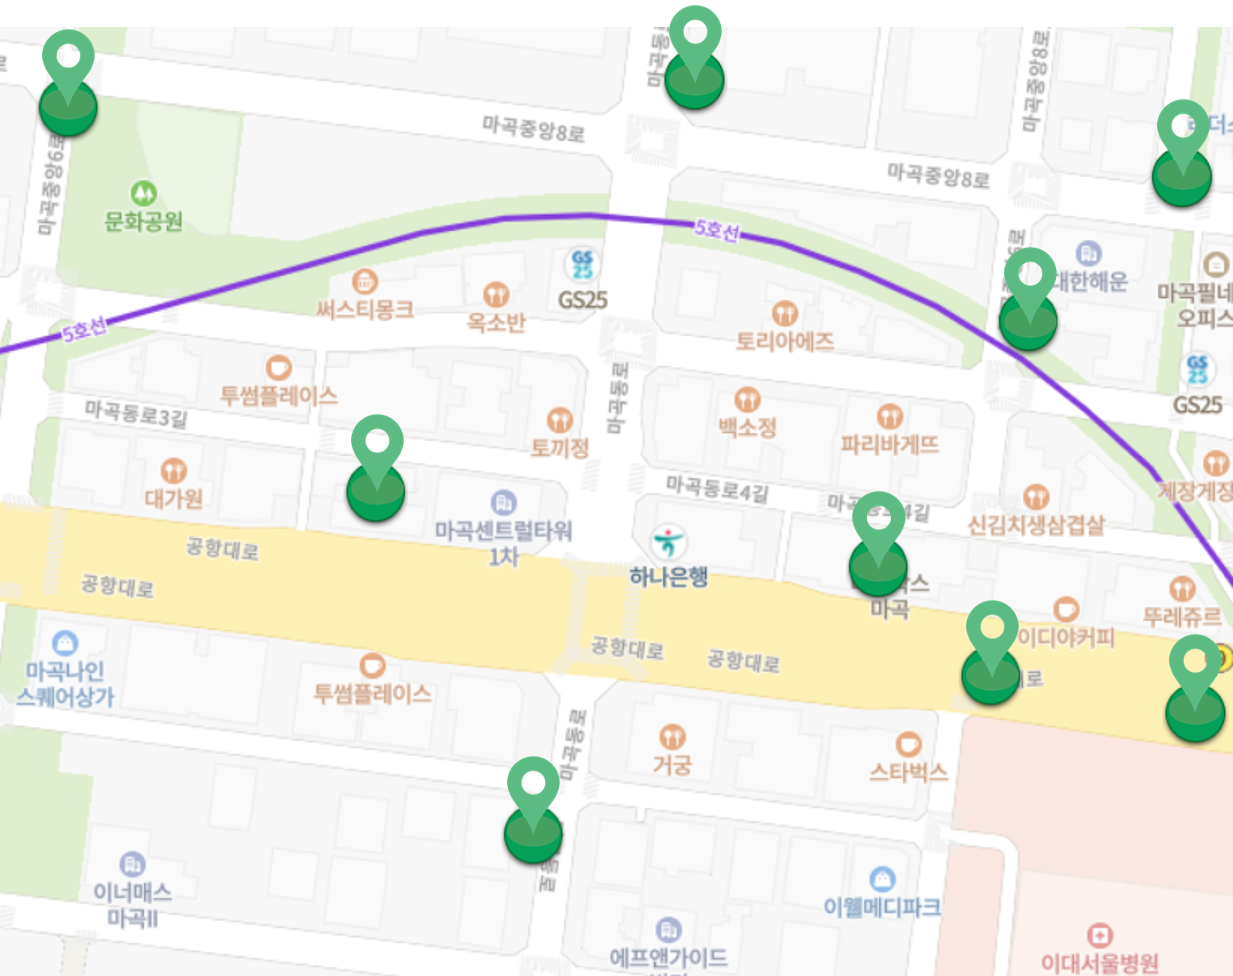 마곡중앙8로
마곡중앙8로
마곡중앙8로
마곡중앙6로
문화공원
5호선
GS
25
GS25
대한해운
마곡필네
오피스
써스티몽크
옥소반
토리아에즈
5호선
마곡동로
GS
25
GS25
투썸플레이스
백소정
파리바게뜨
마곡동로3길
토끼정
게장게장
대가원
마곡동로4길
신김치생삼겹살
마곡센트럴타워
1차
공항대로
하나은행
공항대로
마곡
뚜레쥬르
이디야커피
공항대로
공항대로
마곡나인
스퀘어상가
투썸플레이스
거궁
스타벅스
마곡동로
이너매스
마곡II
이웰메디파크
에프앤가이드
이대서울병원